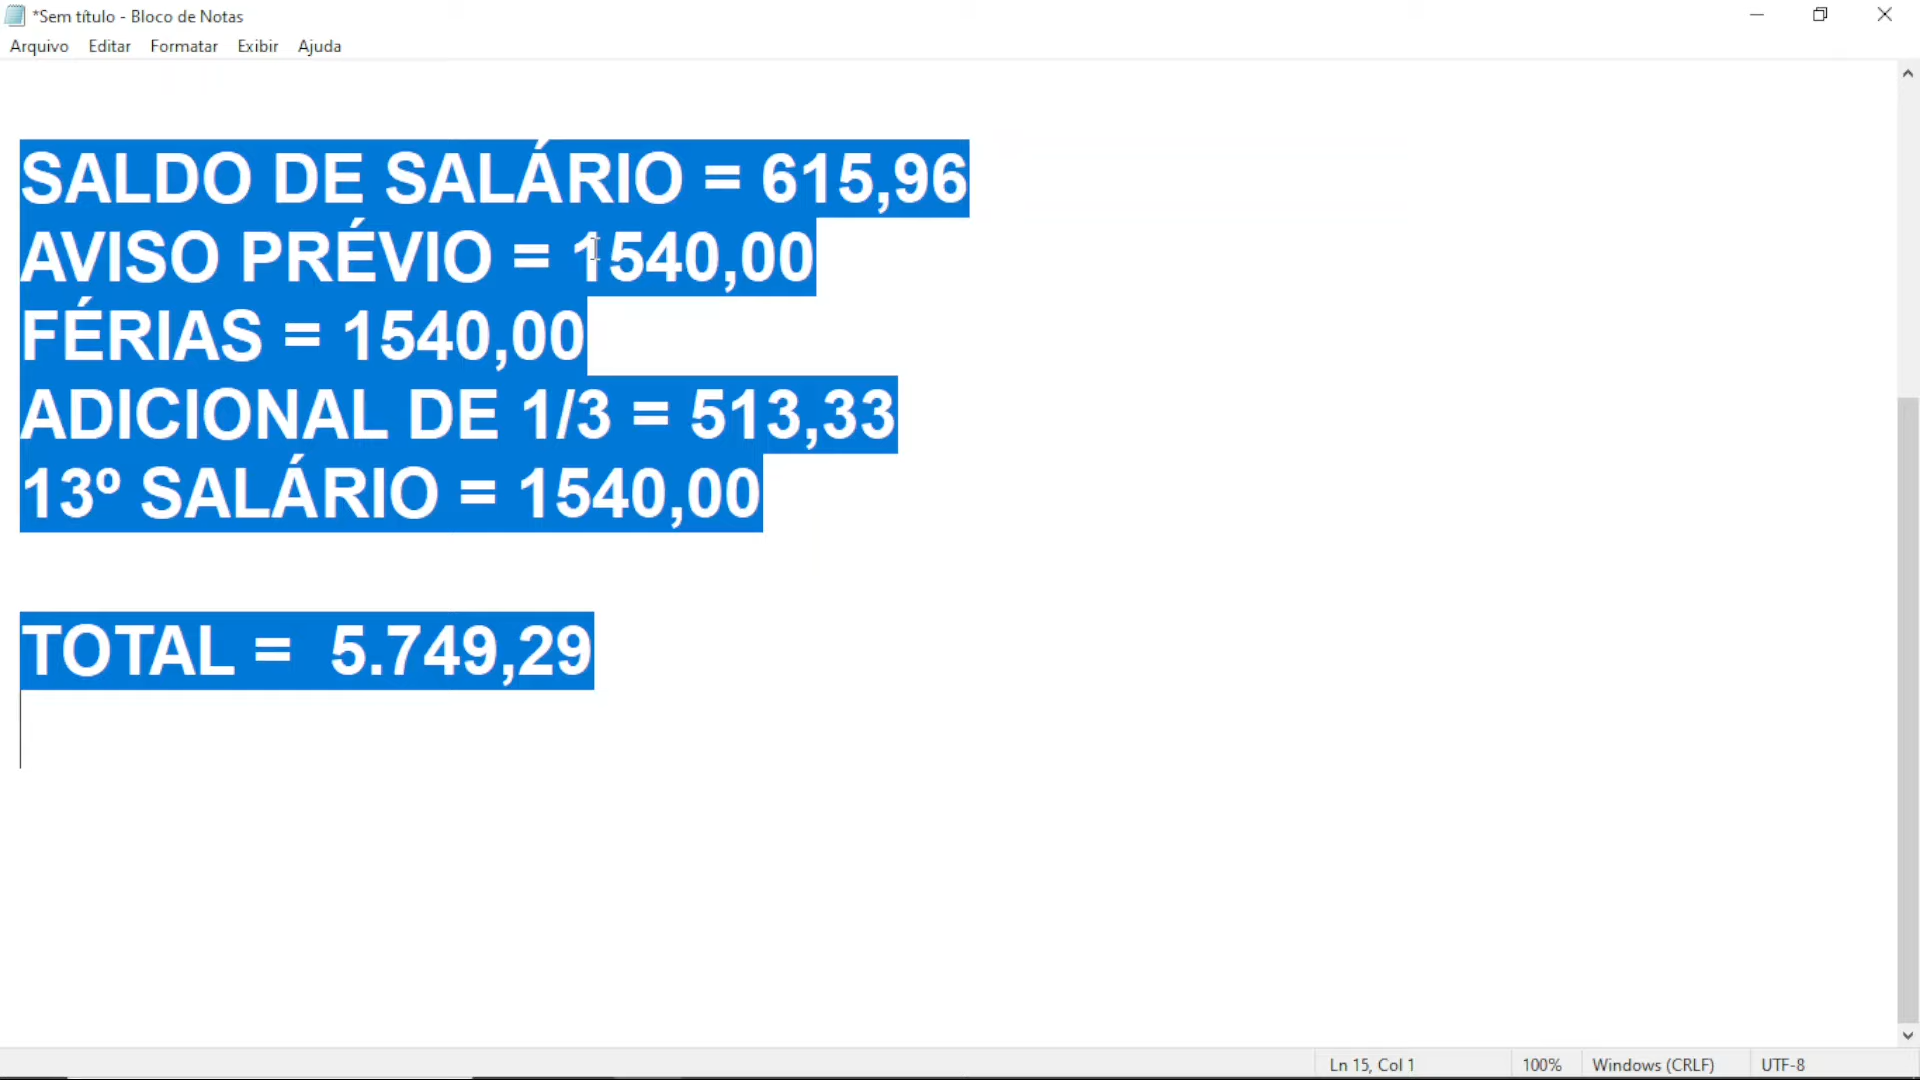 *Sem título - Bloco de Notas
Arquivo Editar Formatar Exibir Ajuda
SALDO DE SALÁRIO = 615,96
AVISO PRÉVIO = 1540,00
FÉRIAS = 1540,00
ADICIONAL DE 1/3 = 513,33
13º SALÁRIO = 1540,00
TOTAL =  5.749,29
Ln 15, Col 1 100% Windows (CRLF) UTF-8